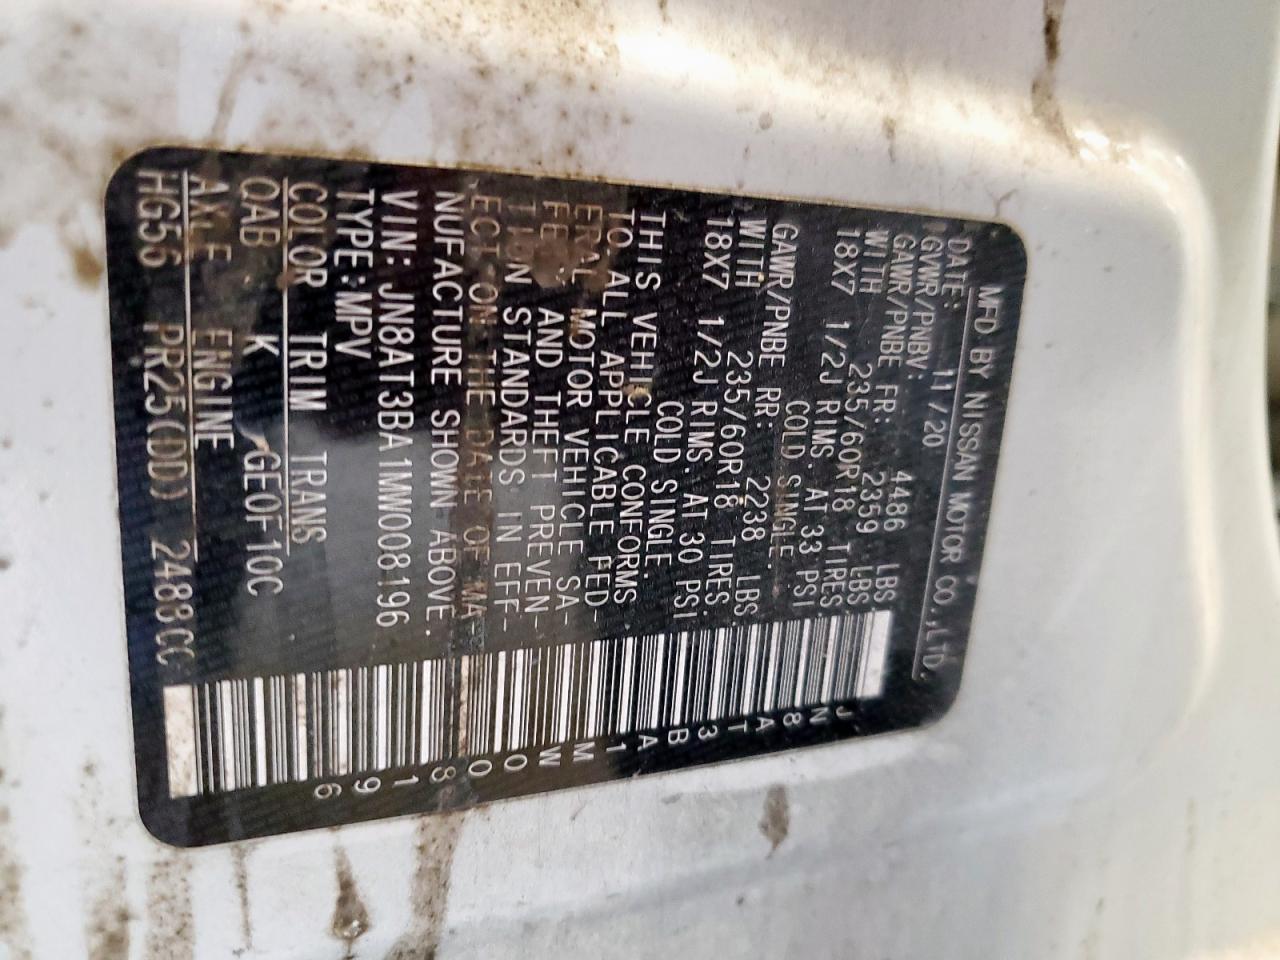 MFD BY NISSAN MOTOR CO.,LTD.
DATE: 11/20
GVWR/PNBV: 4486 LBS
GAWR/PNBE FR: 2359 LBS
WITH 235/60R18 TIRES.
18X7 1/2J RIMS. AT 33 PSI
COLD SINGLE.
GAWR/PNBE RR: 2238 LBS
WITH 235/60R18 TIRES.
18X7 1/2J RIMS. AT 30 PSI
COLD SINGLE.
THIS VEHICLE CONFORMS
TO ALL APPLICABLE FED-
ERAL MOTOR VEHICLE SA-
FE AND THEFT PREVEN-
TION STANDARDS IN EFF-
ECT ON THE DATE OF MA-
NUFACTURE SHOWN ABOVE.
VIN: JN8AT3BA1MW008196
TYPE:MPV
COLOR TRIM TRANS
QAB K GE0F10C
AXLE ENGINE
HG56 PR25(DD) 2488CC
JN8AT3BA1MW008196